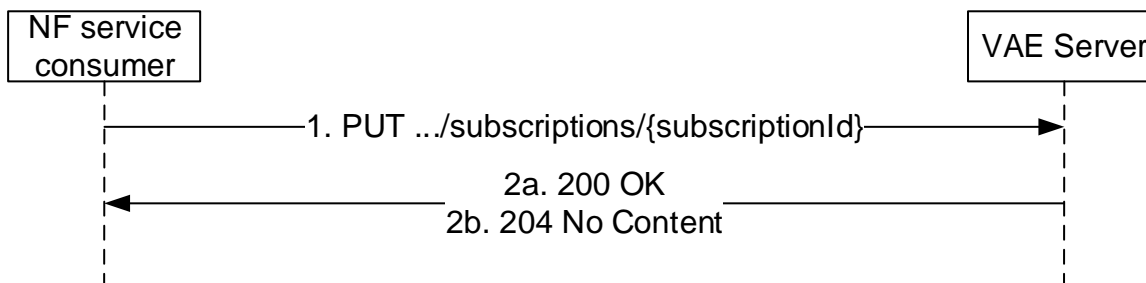 NF service
consumer
VAE Server
1. PUT .../subscriptions/{subscriptionId}
2a. 200 OK
2b. 204 No Content